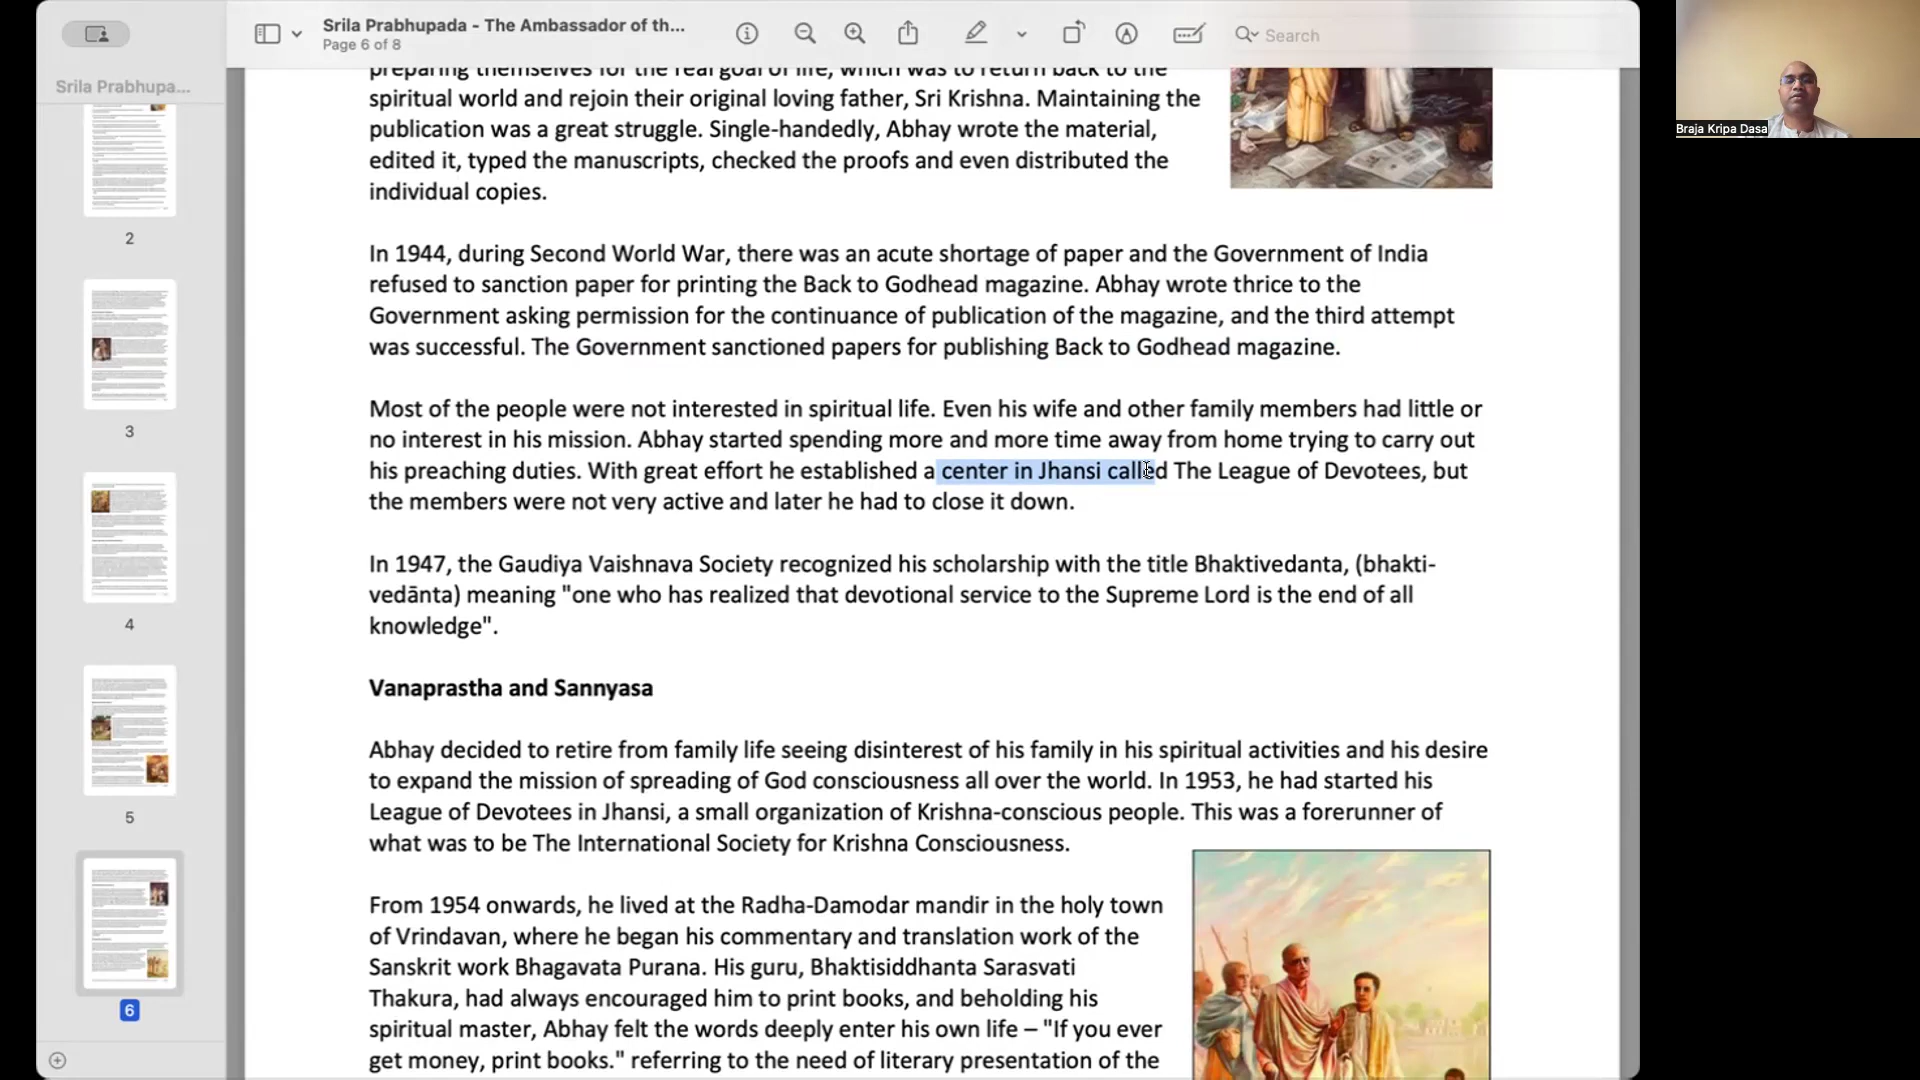 Srila Prabhupada - The Ambassador of th...
Page 6 of 8
Search
Srila Prabhupa...
2
3
4
5
6
preparing themselves for the real goal of life, which was to return back to the
spiritual world and rejoin their original loving father, Sri Krishna. Maintaining the
publication was a great struggle. Single-handedly, Abhay wrote the material,
edited it, typed the manuscripts, checked the proofs and even distributed the
individual copies.
In 1944, during Second World War, there was an acute shortage of paper and the Government of India
refused to sanction paper for printing the Back to Godhead magazine. Abhay wrote thrice to the
Government asking permission for the continuance of publication of the magazine, and the third attempt
was successful. The Government sanctioned papers for publishing Back to Godhead magazine.
Most of the people were not interested in spiritual life. Even his wife and other family members had little or
no interest in his mission. Abhay started spending more and more time away from home trying to carry out
his preaching duties. With great effort he established a center in Jhansi called The League of Devotees, but
the members were not very active and later he had to close it down.
In 1947, the Gaudiya Vaishnava Society recognized his scholarship with the title Bhaktivedanta, (bhakti-
vedānta) meaning "one who has realized that devotional service to the Supreme Lord is the end of all
knowledge".
Vanaprastha and Sannyasa
Abhay decided to retire from family life seeing disinterest of his family in his spiritual activities and his desire
to expand the mission of spreading of God consciousness all over the world. In 1953, he had started his
League of Devotees in Jhansi, a small organization of Krishna-conscious people. This was a forerunner of
what was to be The International Society for Krishna Consciousness.
From 1954 onwards, he lived at the Radha-Damodar mandir in the holy town
of Vrindavan, where he began his commentary and translation work of the
Sanskrit work Bhagavata Purana. His guru, Bhaktisiddhanta Sarasvati
Thakura, had always encouraged him to print books, and beholding his
spiritual master, Abhay felt the words deeply enter his own life – "If you ever
get money, print books." referring to the need of literary presentation of the
Braja Kripa Dasa